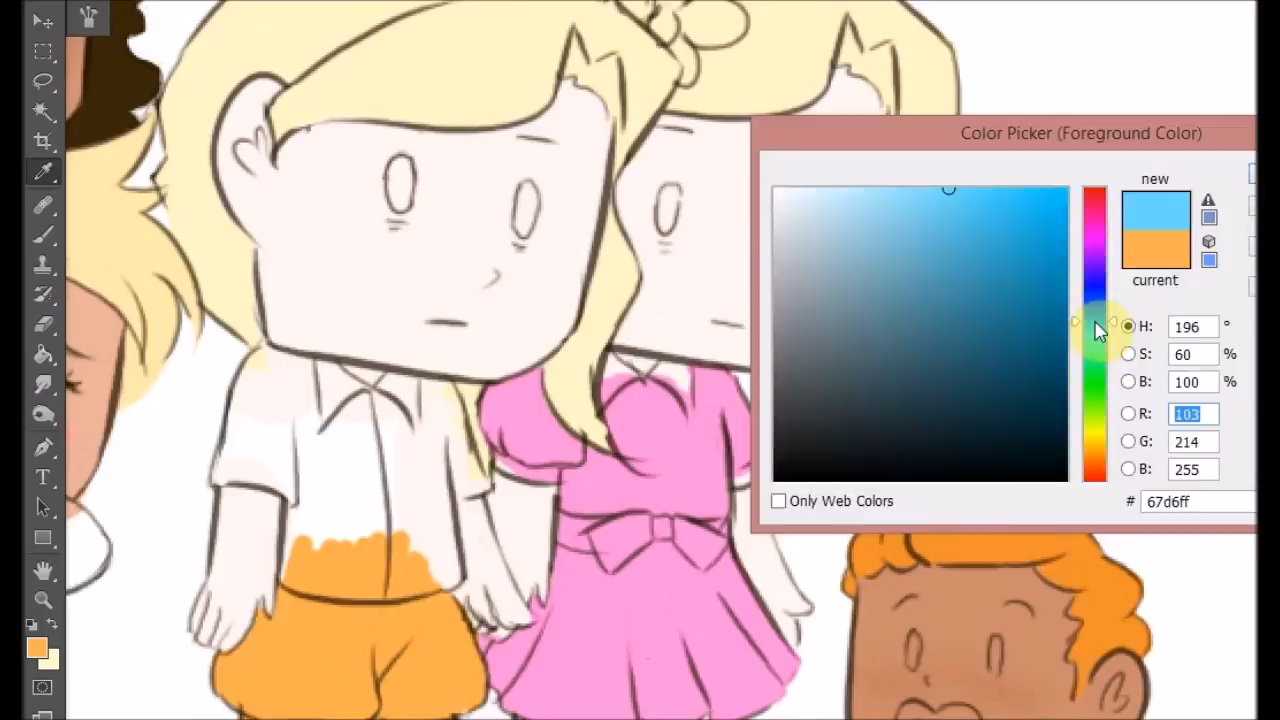 Color Picker (Foreground Color)
new
current
H: 196 °
S: 60 %
B: 100 %
R: 103
G: 214
B: 255
Only Web Colors
# 67d6ff
T